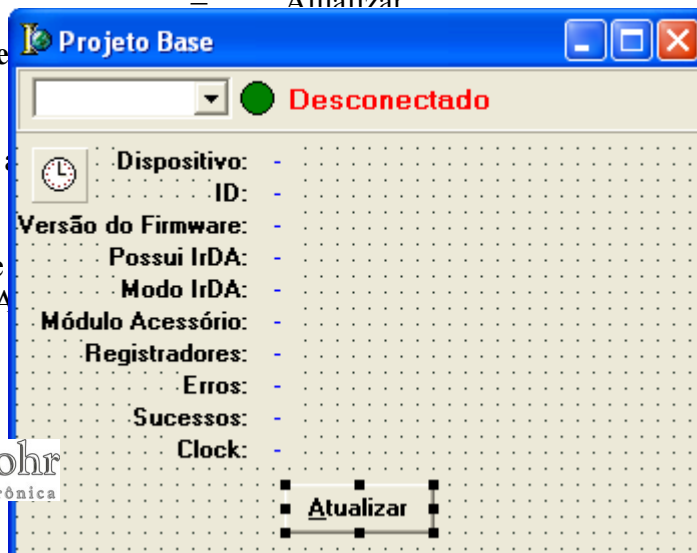 – Atualizar
Projeto Base
Desconectado
Dispositivo: -
ID: -
Versão do Firmware: -
Possui IrDA: -
Modo IrDA: -
Módulo Acessório: -
Registradores: -
Erros: -
Sucessos: -
Clock: -
Atualizar